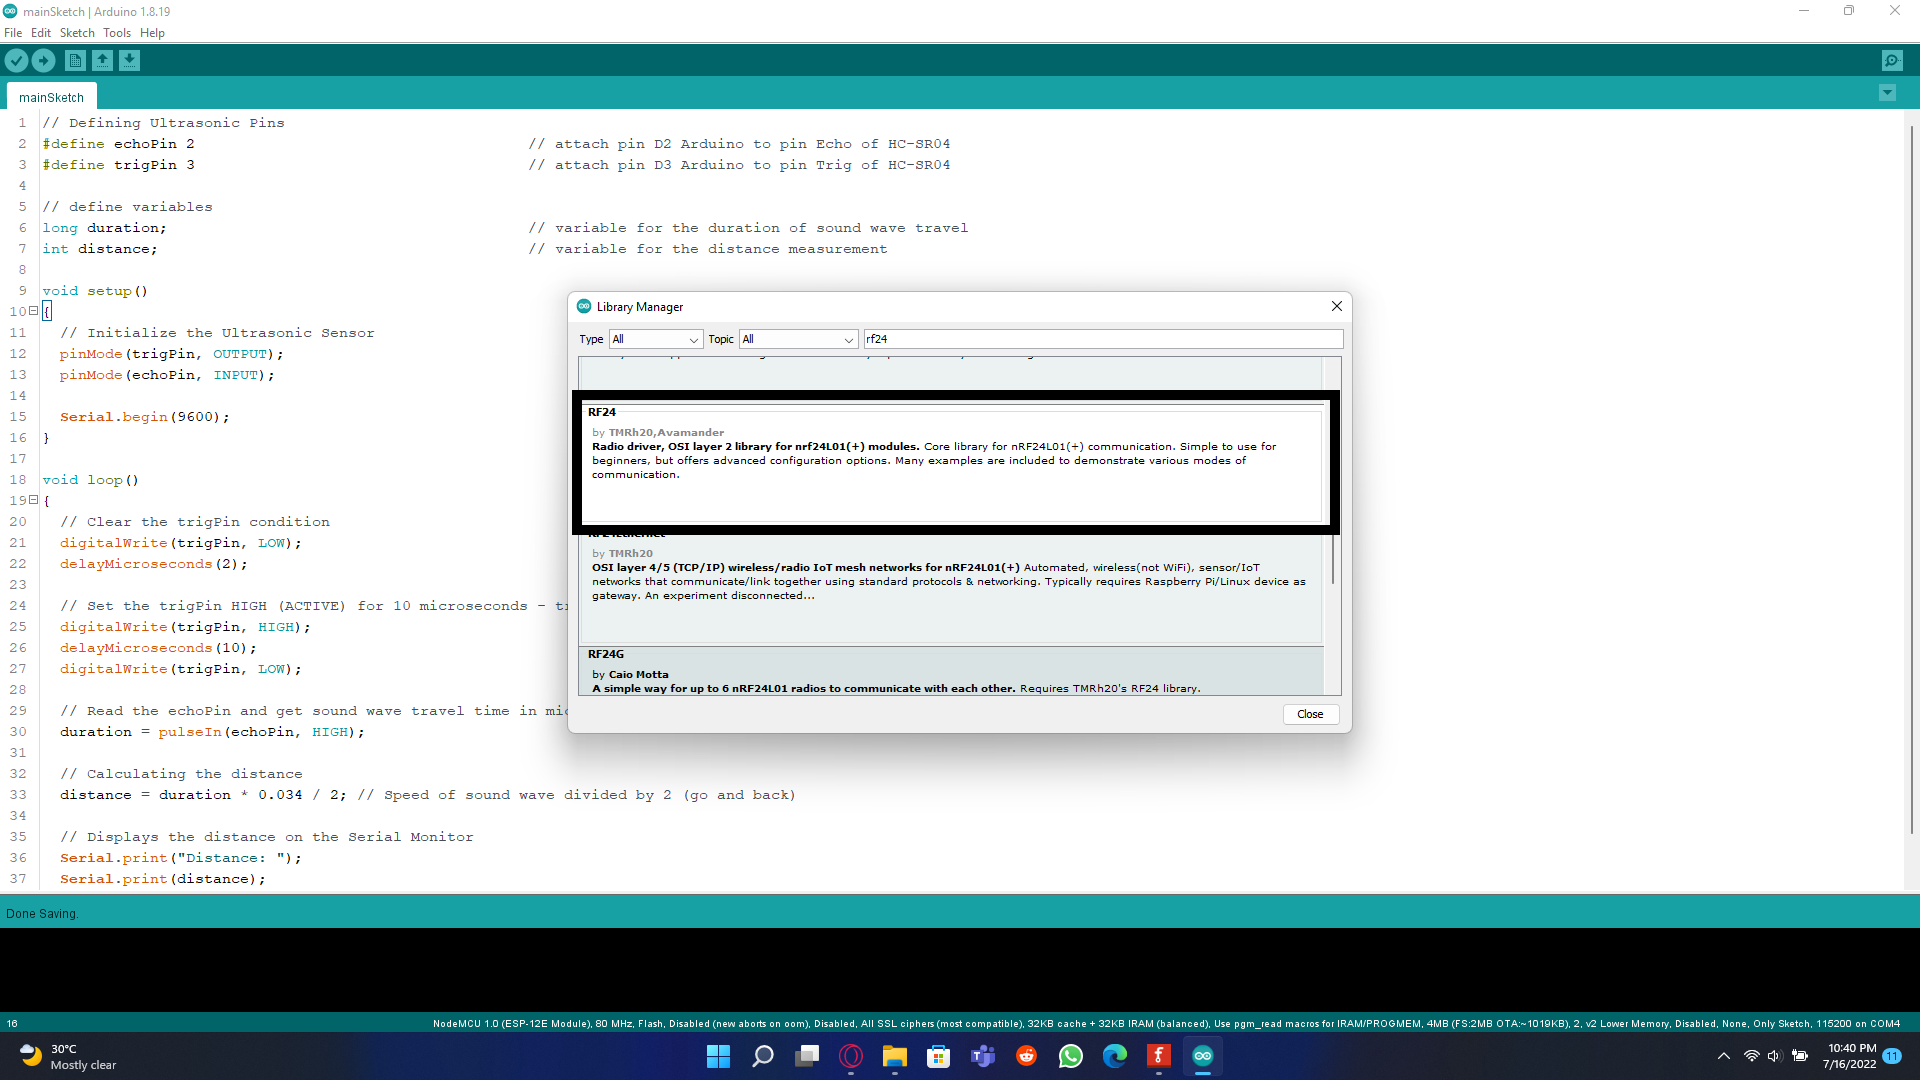 mainSketch | Arduino 1.8.19
File Edit Sketch Tools Help
mainSketch
1 // Defining Ultrasonic Pins
2 #define echoPin 2 // attach pin D2 Arduino to pin Echo of HC-SR04
3 #define trigPin 3 // attach pin D3 Arduino to pin Trig of HC-SR04
4
5 // define variables
6 long duration; // variable for the duration of sound wave travel
7 int distance; // variable for the distance measurement
8
9 void setup()
10 {
11 // Initialize the Ultrasonic Sensor
12 pinMode(trigPin, OUTPUT);
13 pinMode(echoPin, INPUT);
14
15 Serial.begin(9600);
16 }
17
18 void loop()
19 {
20 // Clear the trigPin condition
21 digitalWrite(trigPin, LOW);
22 delayMicroseconds(2);
23
24 // Set the trigPin HIGH (ACTIVE) for 10 microseconds -
25 digitalWrite(trigPin, HIGH);
26 delayMicroseconds(10);
27 digitalWrite(trigPin, LOW);
28
29 // Read the echoPin and get sound wave travel time in
30 duration = pulseIn(echoPin, HIGH);
31
32 // Calculating the distance
33 distance = duration * 0.034 / 2; // Speed of sound wave divided by 2 (go and back)
34
35 // Displays the distance on the Serial Monitor
36 Serial.print("Distance: ");
37 Serial.print(distance);
Library Manager
Type All Topic All rf24
RF24
by TMRh20,Avamander
Radio driver, OSI layer 2 library for nrf24L01(+) modules. Core library for nRF24L01(+) communication. Simple to use for
beginners, but offers advanced configuration options. Many examples are included to demonstrate various modes of
communication.
by TMRh20
OSI layer 4/5 (TCP/IP) wireless/radio IoT mesh networks for nRF24L01(+) Automated, wireless(not WiFi), sensor/IoT
networks that communicate/link together using standard protocols & networking. Typically requires Raspberry Pi/Linux device as
gateway. An experiment disconnected...
RF24G
by Caio Motta
A simple way for up to 6 nRF24L01 radios to communicate with each other. Requires TMRh20's RF24 library.
Close
Done Saving.
16 NodeMCU 1.0 (ESP-12E Module), 80 MHz, Flash, Disabled (new aborts on oom), Disabled, All SSL ciphers (most compatible), 32KB cache + 32KB IRAM (balanced), Use pgm_read macros for IRAM/PROGMEM, 4MB (FS:2MB OTA:~1019KB), 2, v2 Lower Memory, Disabled, None, Only Sketch, 115200 on COM4
30°C
Mostly clear
10:40 PM
7/16/2022
11